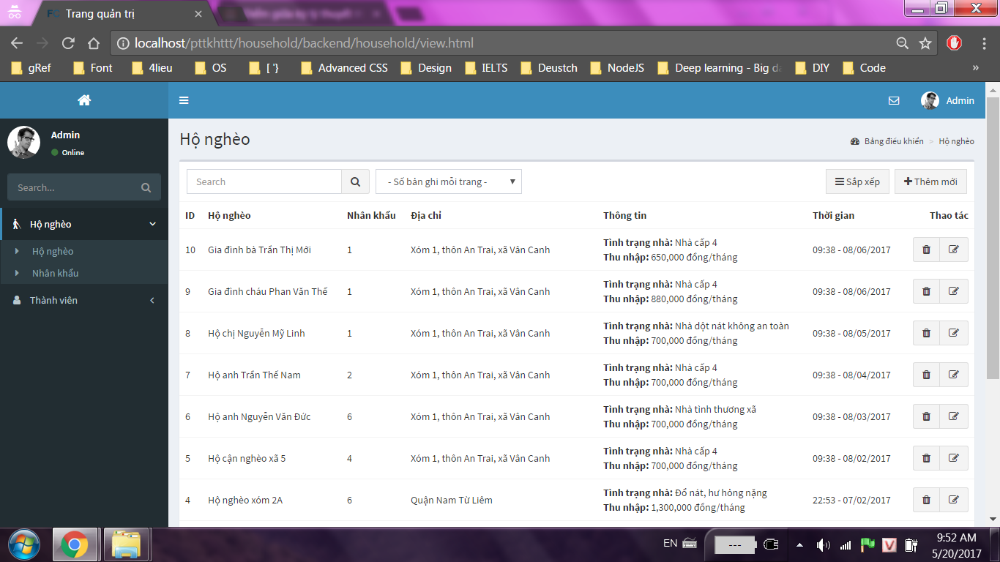 FC Trang quản trị
localhost/pttkhttt/household/backend/household/view.html
gRef Font 4lieu OS [ '} Advanced CSS Design IELTS Deustch NodeJS Deep learning - Big da DIY Code »
Admin
Admin
Online
Search...
Hộ nghèo
Hộ nghèo
Nhân khẩu
Thành viên
Hộ nghèo
Bảng điều khiển > Hộ nghèo
Search
- Số bản ghi mỗi trang -
Sắp xếp
Thêm mới
ID Hộ nghèo Nhân khẩu Địa chỉ Thông tin Thời gian Thao tác
10 Gia đình bà Trần Thị Mới 1 Xóm 1, thôn An Trai, xã Vân Canh Tình trạng nhà: Nhà cấp 4 09:38 - 08/06/2017
Thu nhập: 650,000 đồng/tháng
9 Gia đình cháu Phan Văn Thế 1 Xóm 1, thôn An Trai, xã Vân Canh Tình trạng nhà: Nhà cấp 4 09:38 - 08/06/2017
Thu nhập: 880,000 đồng/tháng
8 Hộ chị Nguyễn Mỹ Linh 1 Xóm 1, thôn An Trai, xã Vân Canh Tình trạng nhà: Nhà dột nát không an toàn 09:38 - 08/05/2017
Thu nhập: 700,000 đồng/tháng
7 Hộ anh Trần Thế Nam 2 Xóm 1, thôn An Trai, xã Vân Canh Tình trạng nhà: Nhà cấp 4 09:38 - 08/04/2017
Thu nhập: 700,000 đồng/tháng
6 Hộ anh Nguyễn Văn Đức 6 Xóm 1, thôn An Trai, xã Vân Canh Tình trạng nhà: Nhà tình thương xã 09:38 - 08/03/2017
Thu nhập: 700,000 đồng/tháng
5 Hộ cận nghèo xã 5 4 Xóm 1, thôn An Trai, xã Vân Canh Tình trạng nhà: Nhà cấp 4 09:38 - 08/02/2017
Thu nhập: 700,000 đồng/tháng
4 Hộ nghèo xóm 2A 6 Quận Nam Từ Liêm Tình trạng nhà: Đổ nát, hư hỏng nặng 22:53 - 07/02/2017
Thu nhập: 1,300,000 đồng/tháng
EN --- V 9:52 AM
5/20/2017